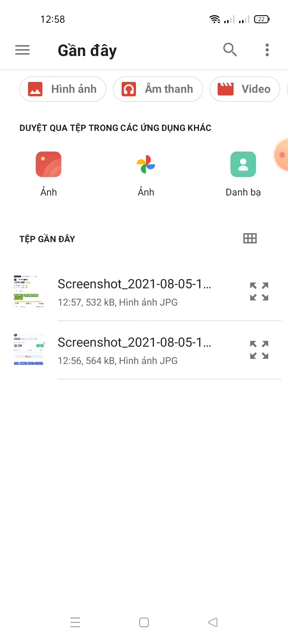 12:58
22
Gần đây
Hình ảnh
Âm thanh
Video
DUYỆT QUA TỆP TRONG CÁC ỨNG DỤNG KHÁC
Ảnh
Ảnh
Danh bạ
TỆP GẦN ĐÂY
Screenshot_2021-08-05-1...
12:57, 532 kB, Hình ảnh JPG
Screenshot_2021-08-05-1...
12:56, 564 kB, Hình ảnh JPG